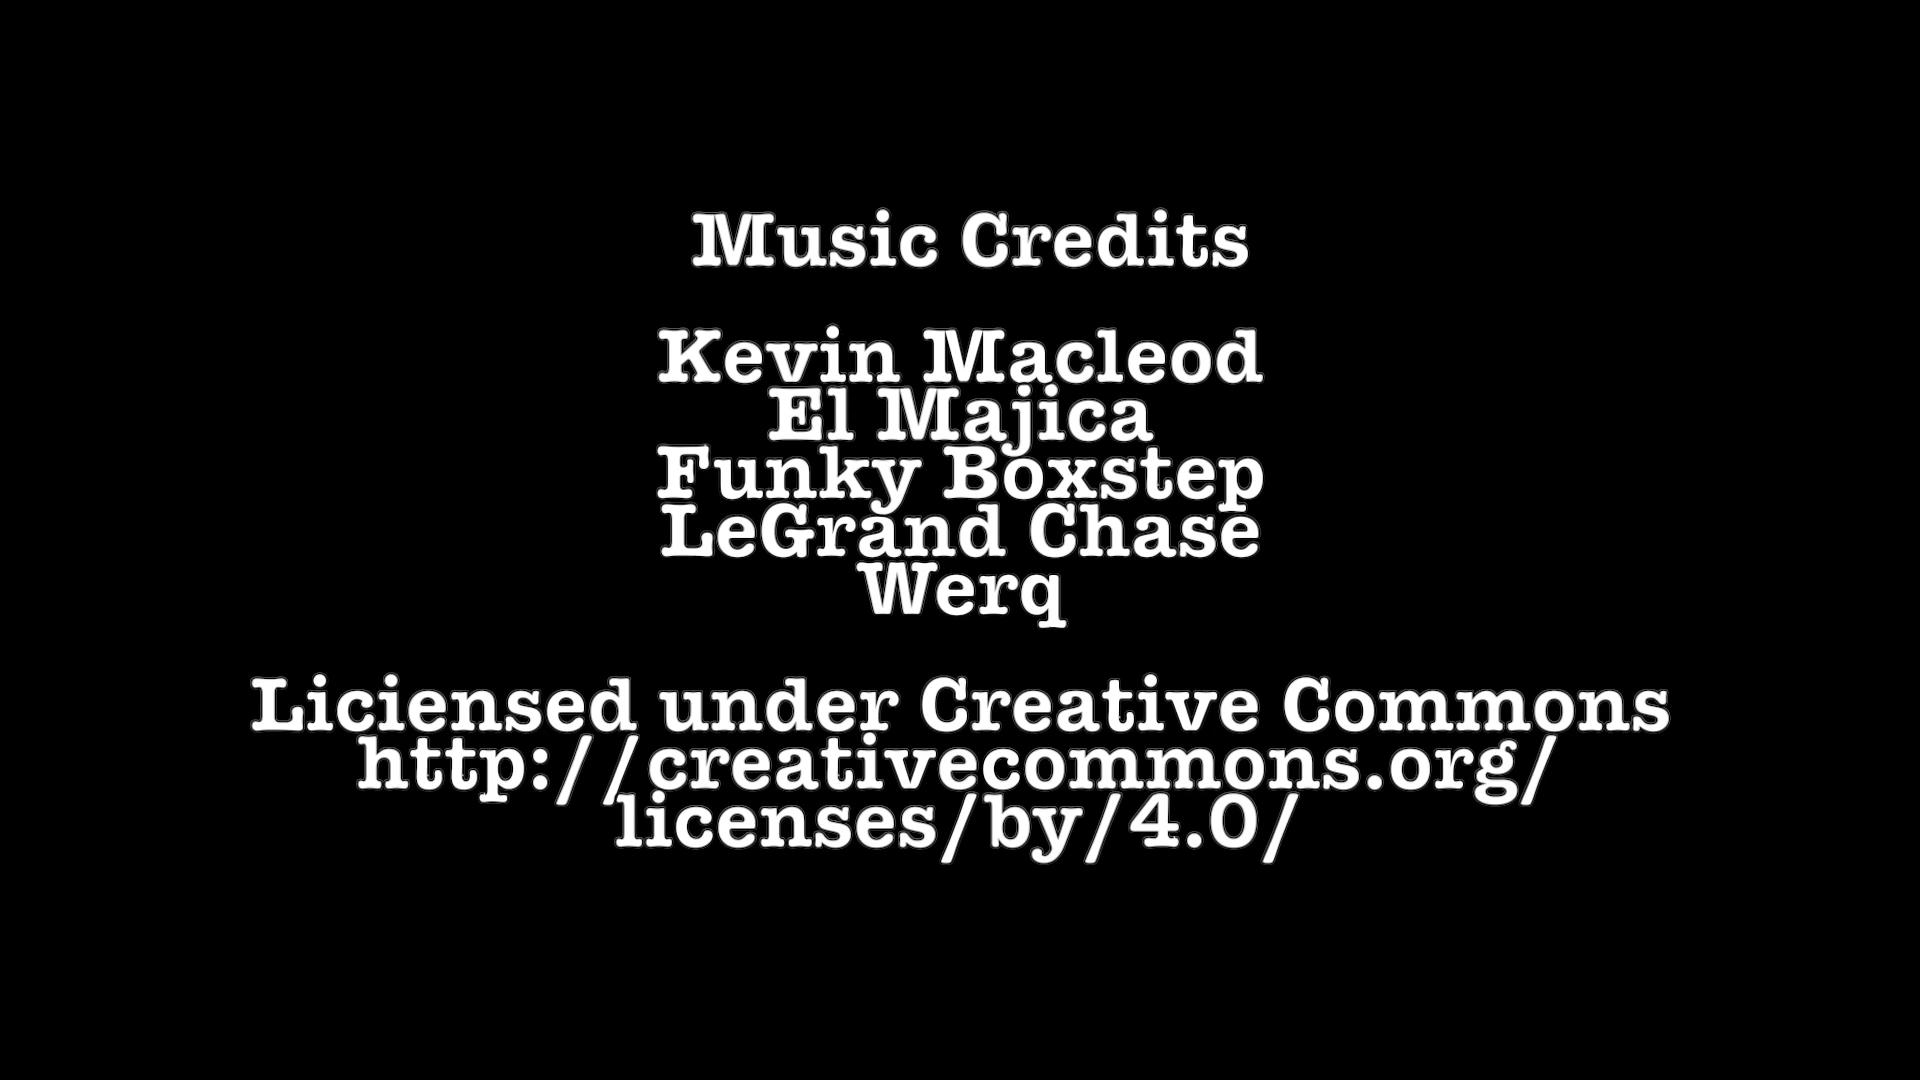 Music Credits
Kevin Macleod
El Majica
Funky Boxstep
LeGrand Chase
Werq
Liciensed under Creative Commons
http://creativecommons.org/
licenses/by/4.0/